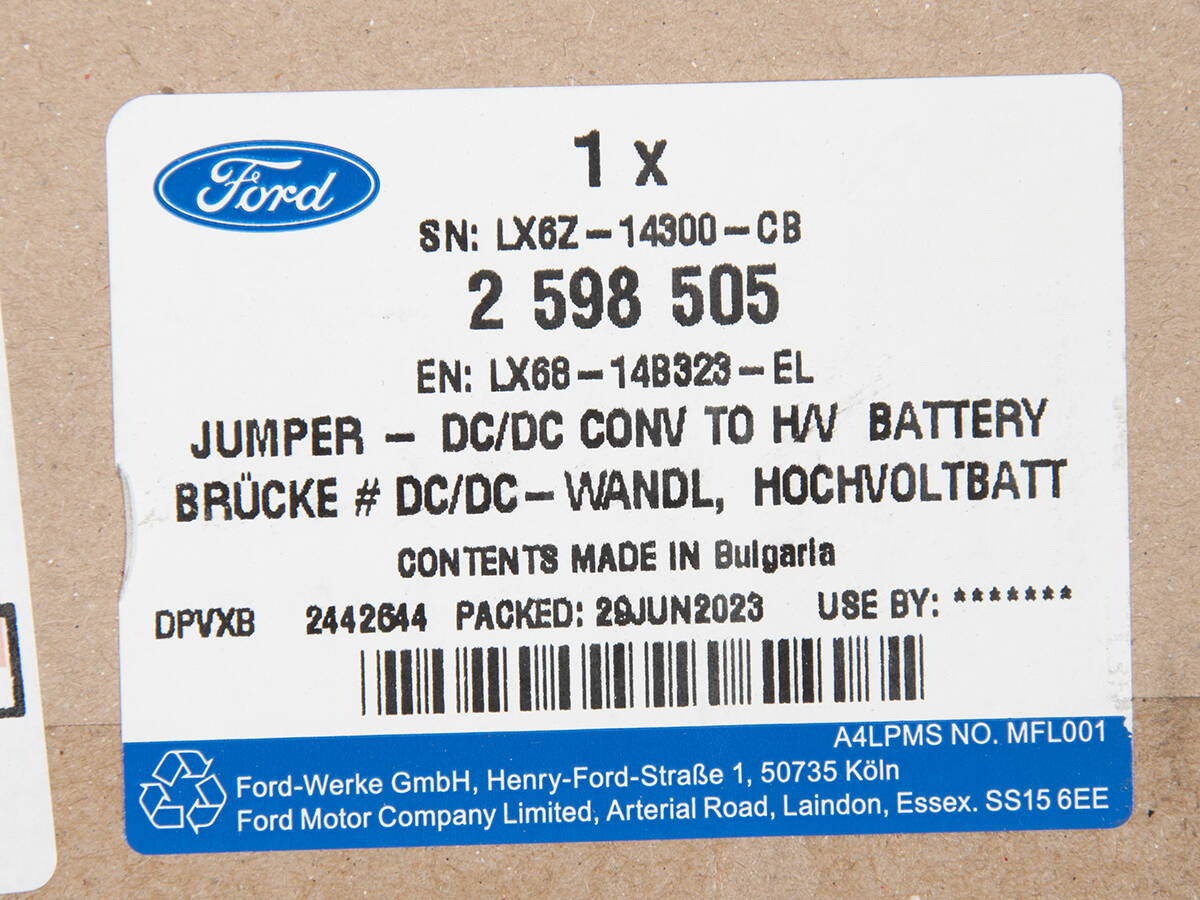 Ford
1 x
SN: LX6Z-14300-CB
2 598 505
EN: LX68-14B323-EL
JUMPER - DC/DC CONV TO H/V BATTERY
BRÜCKE # DC/DC-WANDL, HOCHVOLTBATT
CONTENTS MADE IN Bulgaria
DPVXB 2442644 PACKED: 29JUN2023 USE BY: *******
A4LPMS NO. MFL001
Ford-Werke GmbH, Henry-Ford-Straße 1, 50735 Köln
Ford Motor Company Limited, Arterial Road, Laindon, Essex. SS15 6EE